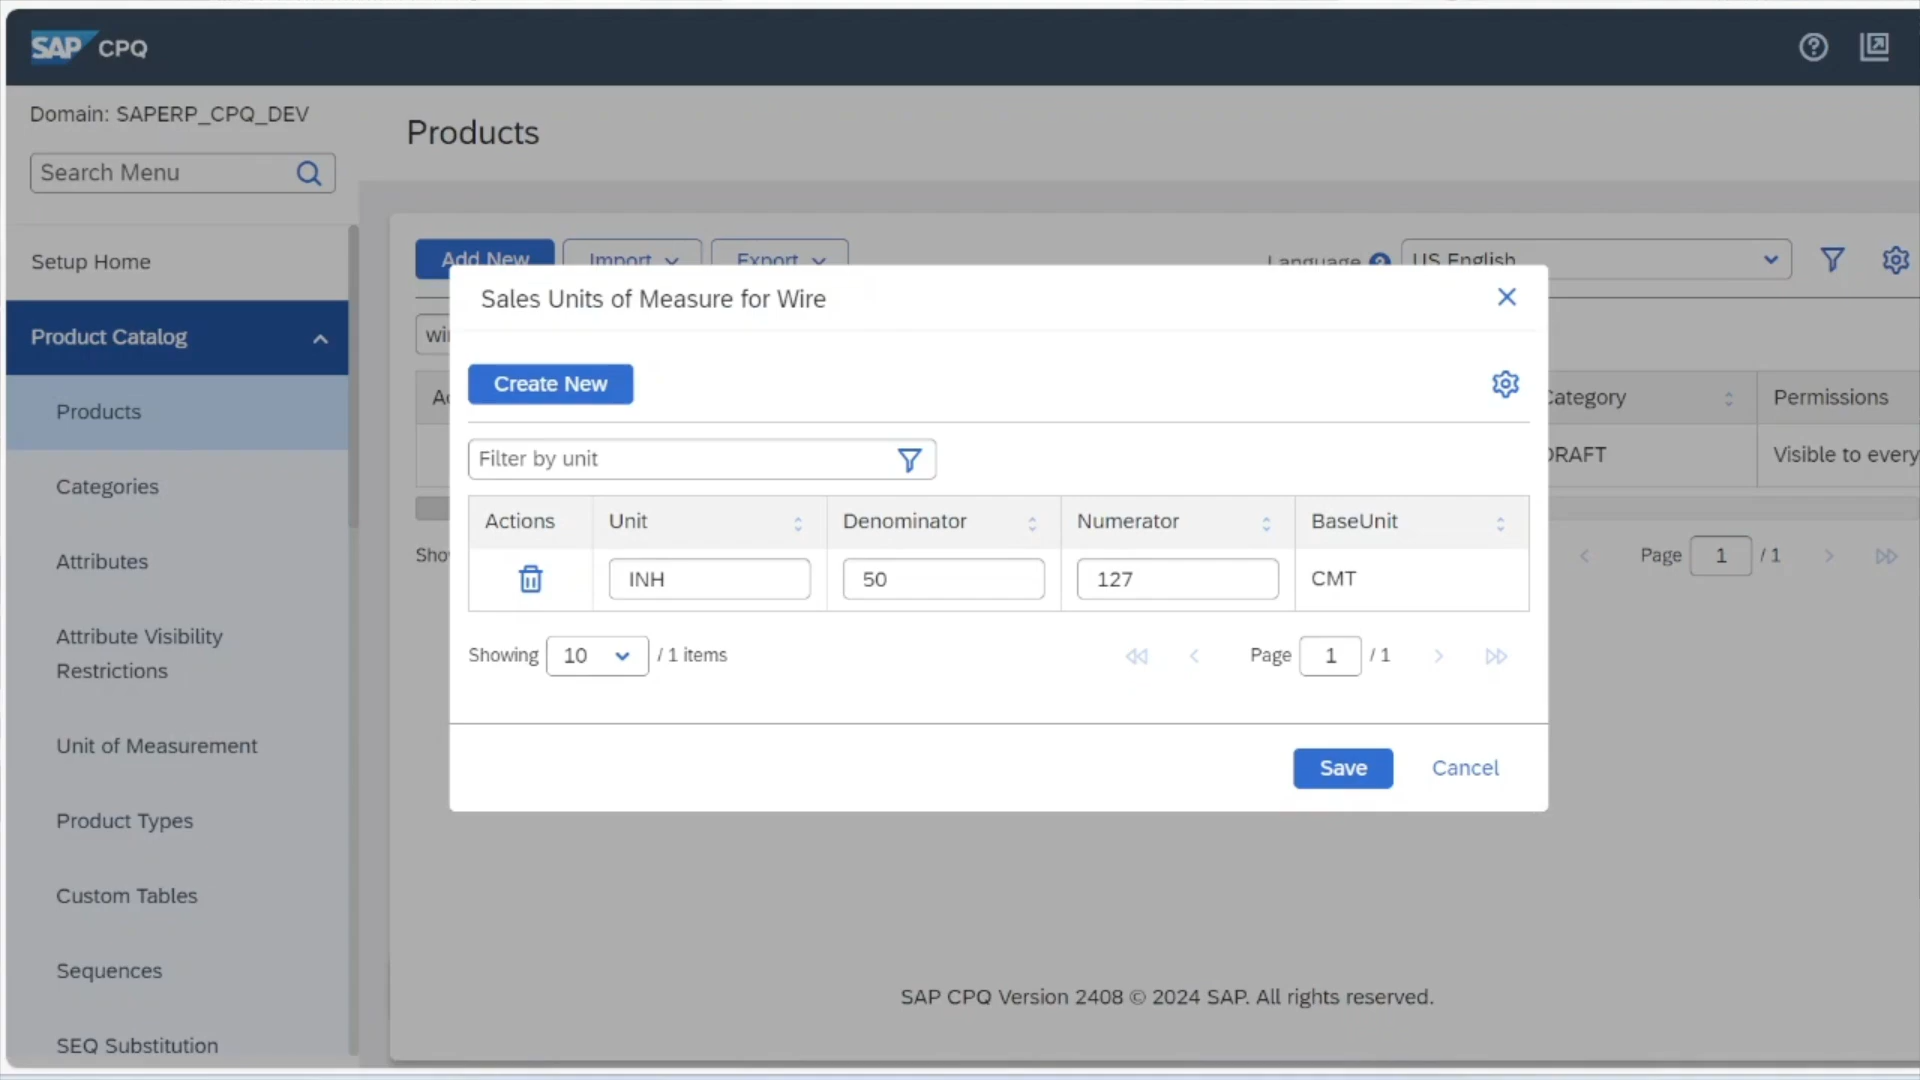 SAP CPQ
Domain: SAPERP_CPQ_DEV
Search Menu
Setup Home
Product Catalog
Products
Categories
Attributes
Attribute Visibility
Restrictions
Unit of Measurement
Product Types
Custom Tables
Sequences
SEQ Substitution
Products
Add New
Import
Export
Language
US English
Category
Permissions
DRAFT
Page 1 / 1
Sales Units of Measure for Wire
Create New
Filter by unit
Actions Unit Denominator Numerator BaseUnit
INH 50 127 CMT
Showing 10 / 1 items
Page 1 / 1
Save Cancel
SAP CPQ Version 2408 © 2024 SAP. All rights reserved.